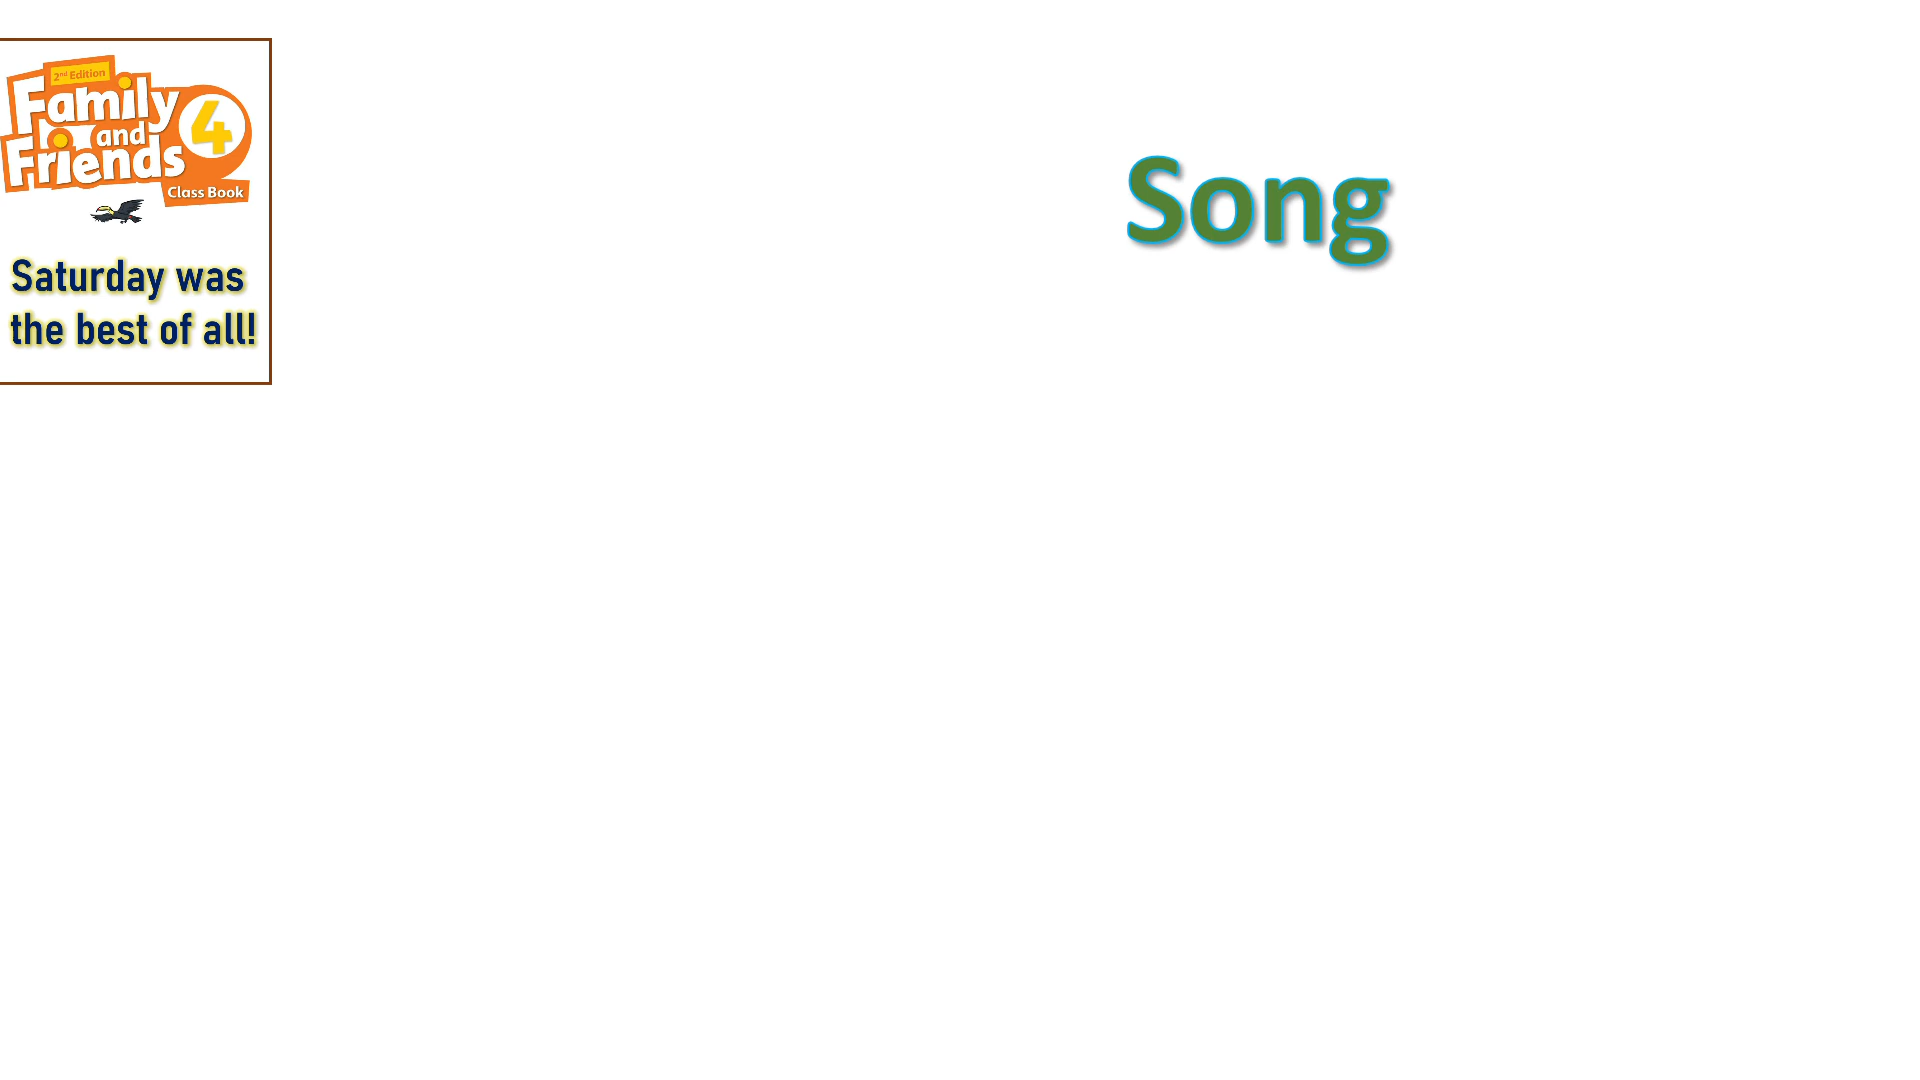 2nd Edition
Family
and
Friends
4
Class Book
Saturday was
the best of all!
Song